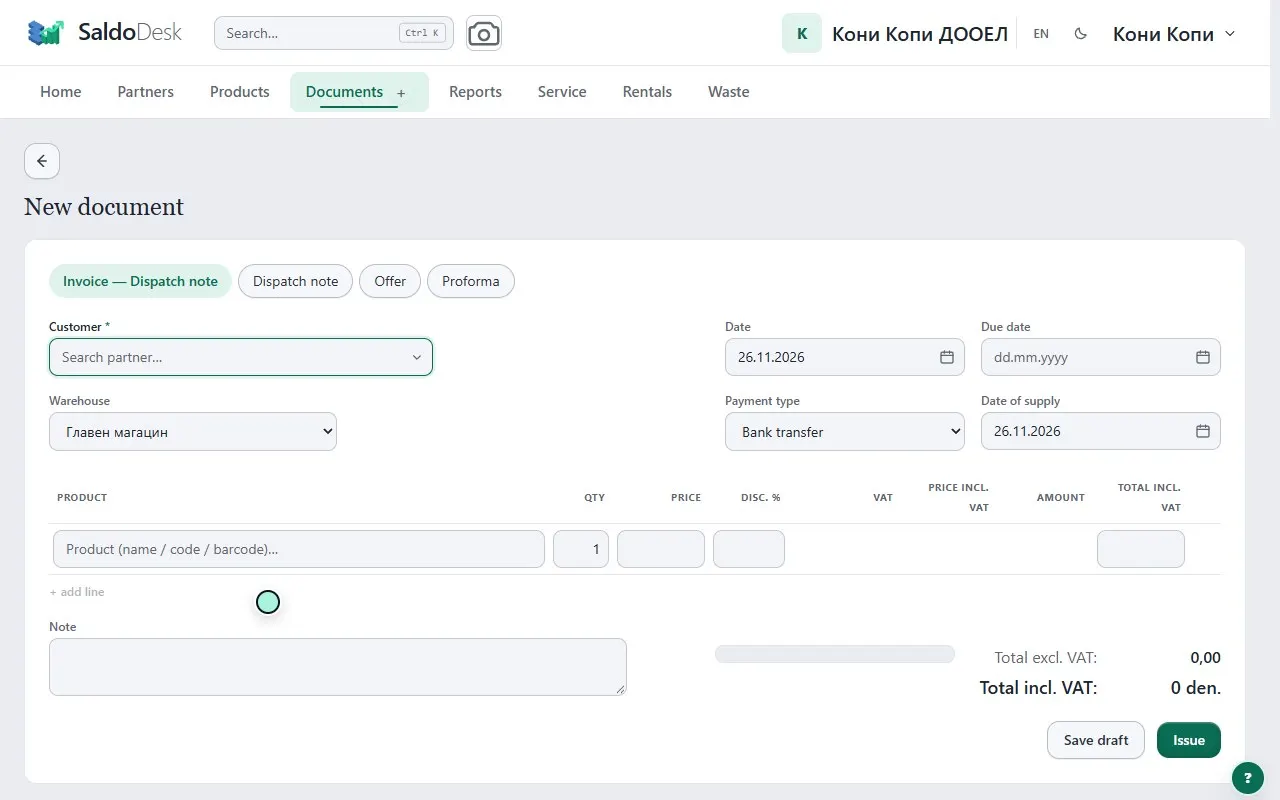 SaldoDesk
Search...
Ctrl K
К
Кони Копи ДООЕЛ
EN
Кони Копи
Home
Partners
Products
Documents +
Reports
Service
Rentals
Waste
New document
Invoice — Dispatch note
Dispatch note
Offer
Proforma
Customer *
Date
Due date
Search partner...
26.11.2026
dd.mm.yyyy
Warehouse
Payment type
Date of supply
Главен магацин
Bank transfer
26.11.2026
PRODUCT
QTY
PRICE
DISC. %
VAT
PRICE INCL. VAT
AMOUNT
TOTAL INCL. VAT
Product (name / code / barcode)...
1
+ add line
Note
Total excl. VAT: 0,00
Total incl. VAT: 0 den.
Save draft
Issue
?